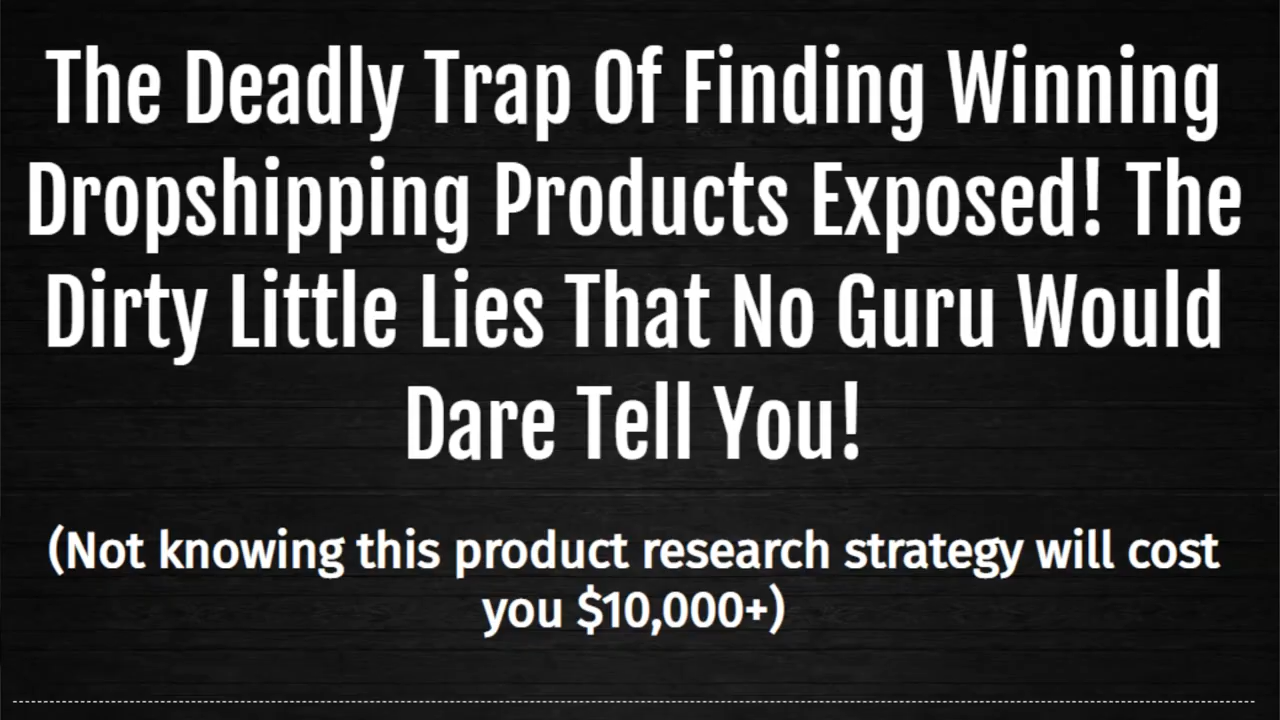 The Deadly Trap Of Finding Winning
Dropshipping Products Exposed! The
Dirty Little Lies That No Guru Would
Dare Tell You!
(Not knowing this product research strategy will cost
you $10,000+)